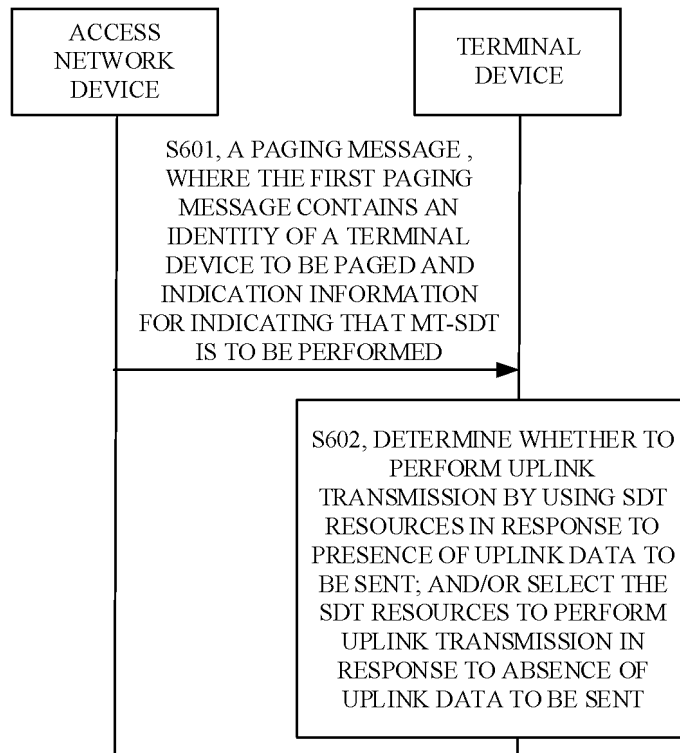 ACCESS
NETWORK
DEVICE
TERMINAL
DEVICE
S601, A PAGING MESSAGE ,
WHERE THE FIRST PAGING
MESSAGE CONTAINS AN
IDENTITY OF A TERMINAL
DEVICE TO BE PAGED AND
INDICATION INFORMATION
FOR INDICATING THAT MT-SDT
IS TO BE PERFORMED
S602, DETERMINE WHETHER TO
PERFORM UPLINK
TRANSMISSION BY USING SDT
RESOURCES IN RESPONSE TO
PRESENCE OF UPLINK DATA TO
BE SENT; AND/OR SELECT THE
SDT RESOURCES TO PERFORM
UPLINK TRANSMISSION IN
RESPONSE TO ABSENCE OF
UPLINK DATA TO BE SENT